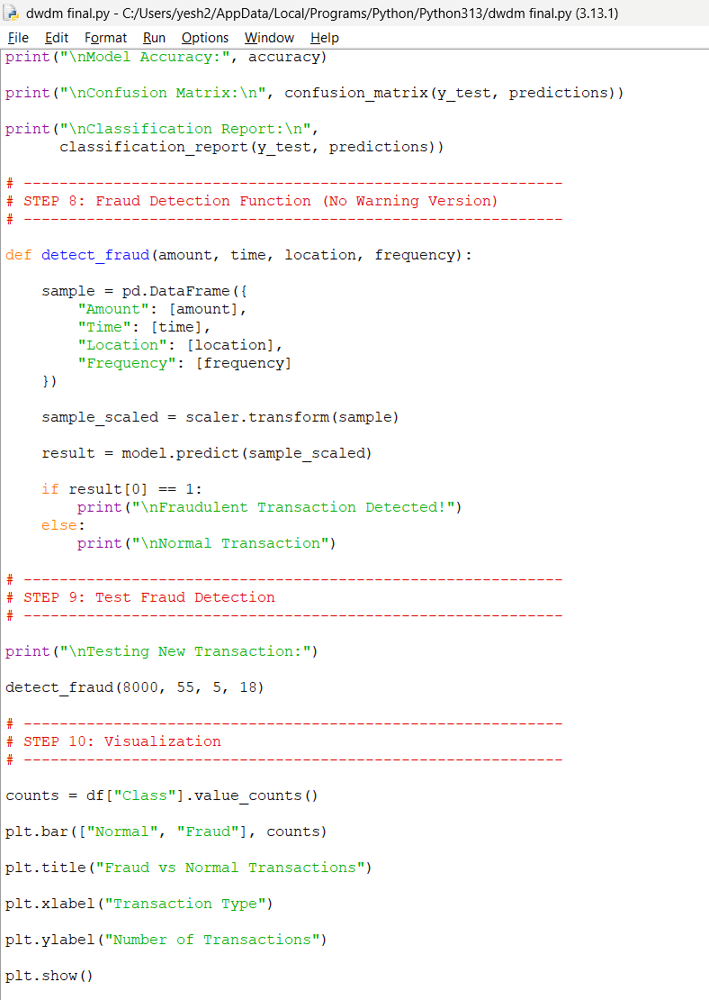 dwdm final.py - C:/Users/yesh2/AppData/Local/Programs/Python/Python313/dwdm final.py (3.13.1)
File Edit Format Run Options Window Help
print("\nModel Accuracy:", accuracy)
print("\nConfusion Matrix:\n", confusion_matrix(y_test, predictions))
print("\nClassification Report:\n",
      classification_report(y_test, predictions))
# ------------------------------------------------------------
# STEP 8: Fraud Detection Function (No Warning Version)
# ------------------------------------------------------------
def detect_fraud(amount, time, location, frequency):
    sample = pd.DataFrame({
        "Amount": [amount],
        "Time": [time],
        "Location": [location],
        "Frequency": [frequency]
    })
    sample_scaled = scaler.transform(sample)
    result = model.predict(sample_scaled)
    if result[0] == 1:
        print("\nFraudulent Transaction Detected!")
    else:
        print("\nNormal Transaction")
# ------------------------------------------------------------
# STEP 9: Test Fraud Detection
# ------------------------------------------------------------
print("\nTesting New Transaction:")
detect_fraud(8000, 55, 5, 18)
# ------------------------------------------------------------
# STEP 10: Visualization
# ------------------------------------------------------------
counts = df["Class"].value_counts()
plt.bar(["Normal", "Fraud"], counts)
plt.title("Fraud vs Normal Transactions")
plt.xlabel("Transaction Type")
plt.ylabel("Number of Transactions")
plt.show()